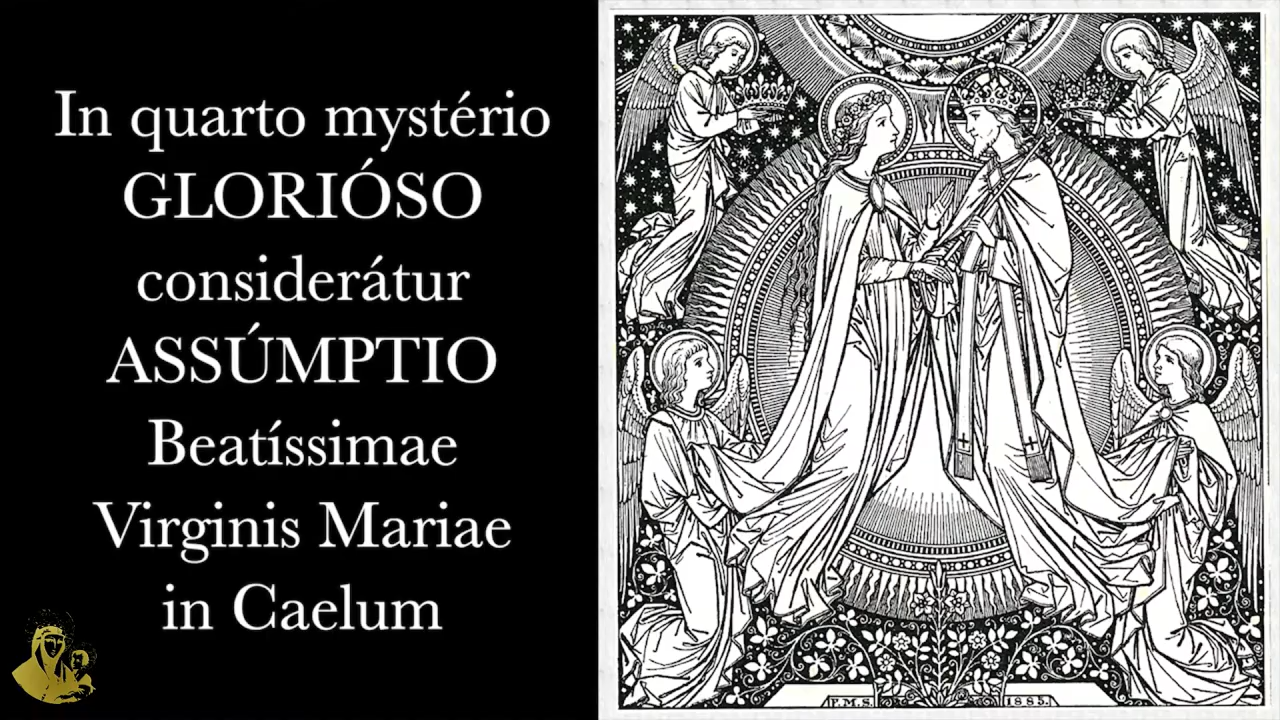 In quarto mystério
GLORIÓSO
considerátur
ASSÚMPTIO
Beatíssimae
Virginis Mariae
in Caelum
P.M.S. 1885.